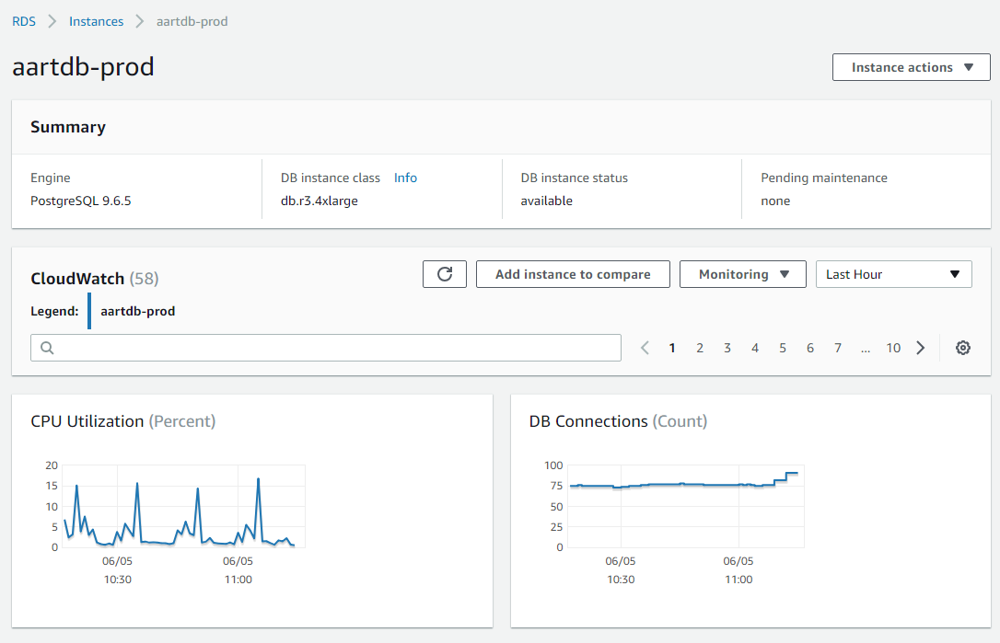 RDS Instances aartdb-prod
aartdb-prod
Instance actions
Summary
Engine DB instance class Info DB instance status Pending maintenance
PostgreSQL 9.6.5 db.r3.4xlarge available none
CloudWatch (58) Add instance to compare Monitoring Last Hour
Legend: aartdb-prod
1 2 3 4 5 6 7 ... 10
CPU Utilization (Percent)
20
15
10
5
0
06/05 06/05
10:30 11:00
DB Connections (Count)
100
75
50
25
0
06/05 06/05
10:30 11:00